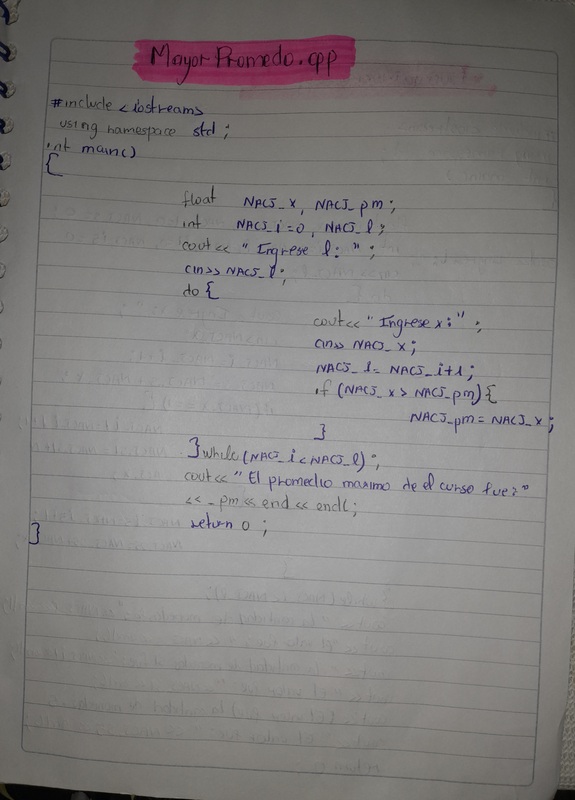 Mayor Promedo.cpp
#include <iostream>
using namespace std;
int main()
{
float NACJ_x, NACJ_pm;
int NACJ_i=0, NACJ_l;
cout<< "Ingrese l: ";
cin>> NACJ_l;
do {
cout<< "Ingrese x:" ;
cin>> NACJ_x;
NACJ_l= NACJ_i+1;
if (NACJ_x> NACJ_pm){
NACJ_pm= NACJ_x;
}
}while(NACJ_i<NACJ_l);
cout<< "El promedio maximo de el curso fue:"
<< _pm<< end<< endl;
return 0;
}